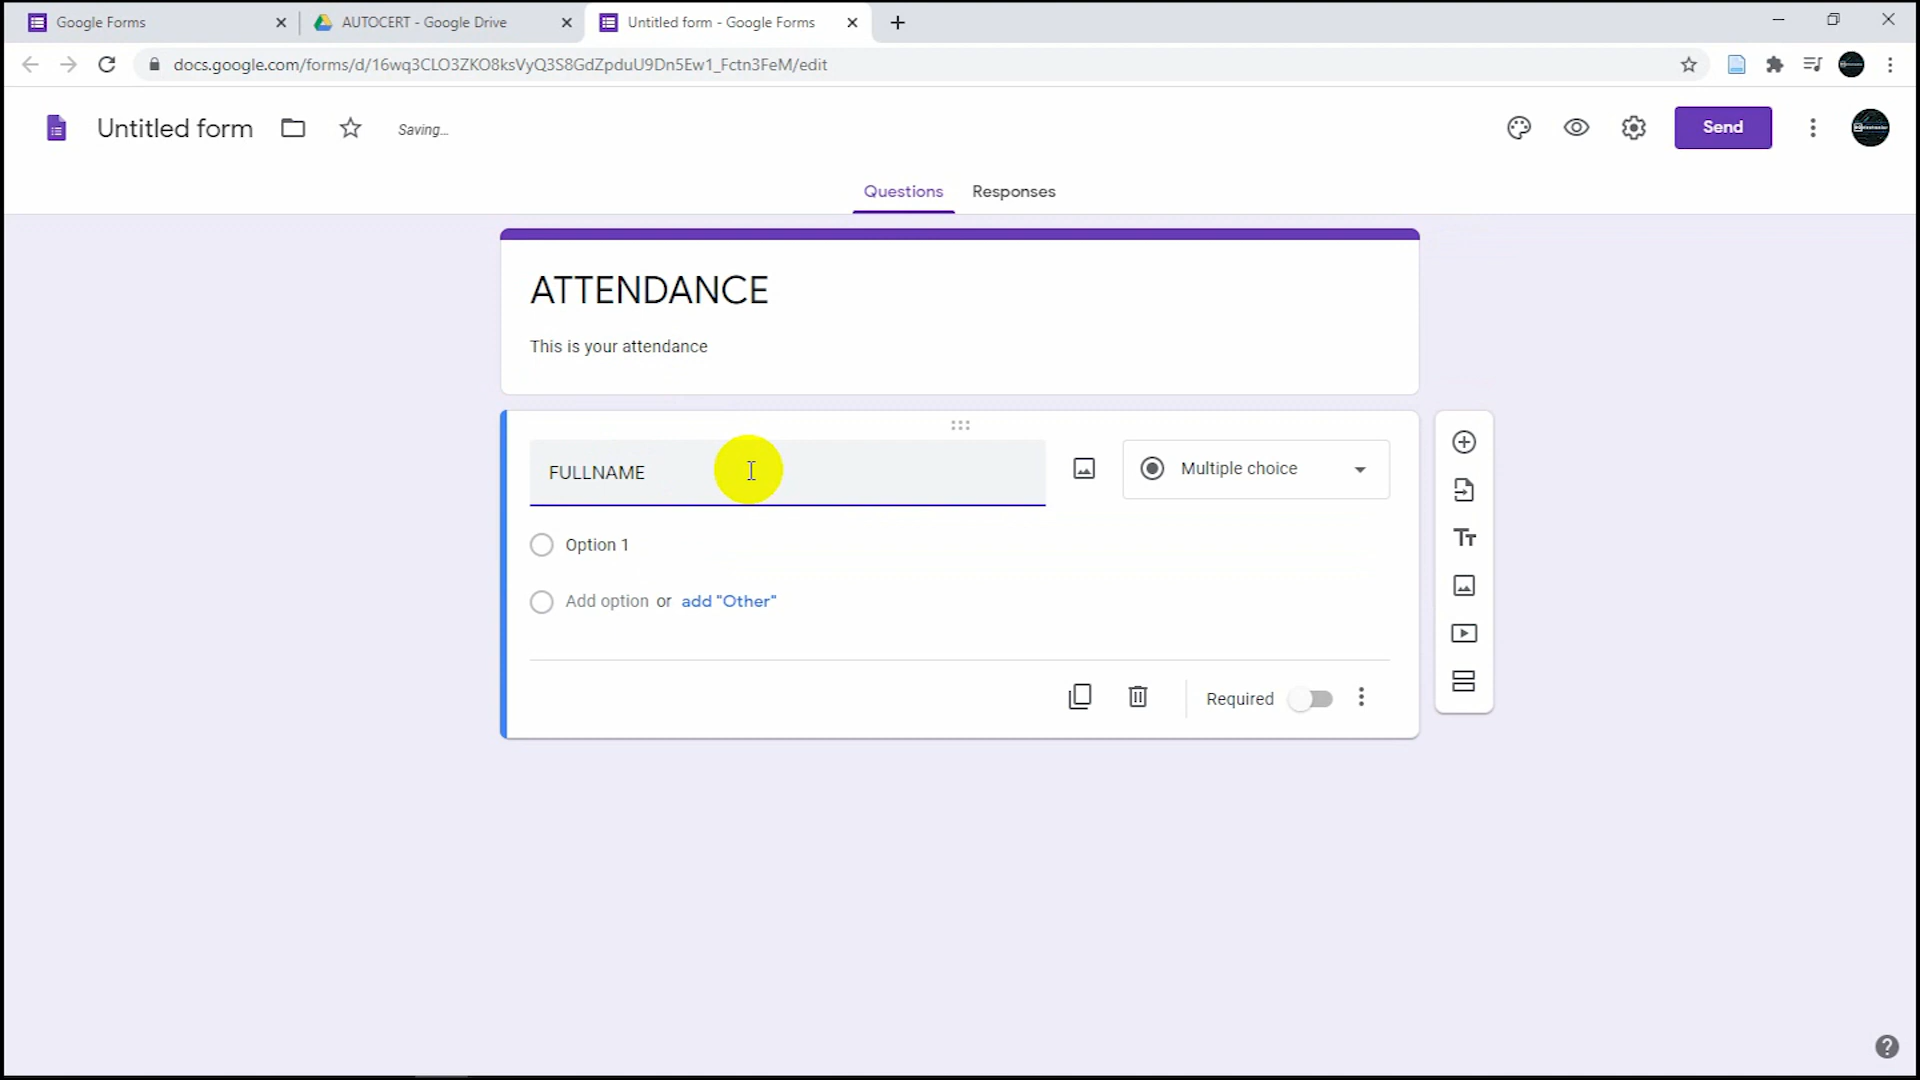 Google Forms
AUTOCERT - Google Drive
Untitled form - Google Forms
docs.google.com/forms/d/16wq3CLO3ZKO8ksVyQ3S8GdZpduU9Dn5Ew1_Fctn3FeM/edit
Untitled form
Saving...
Send
Questions
Responses
ATTENDANCE
This is your attendance
FULLNAME
Multiple choice
Option 1
Add option or add "Other"
Required